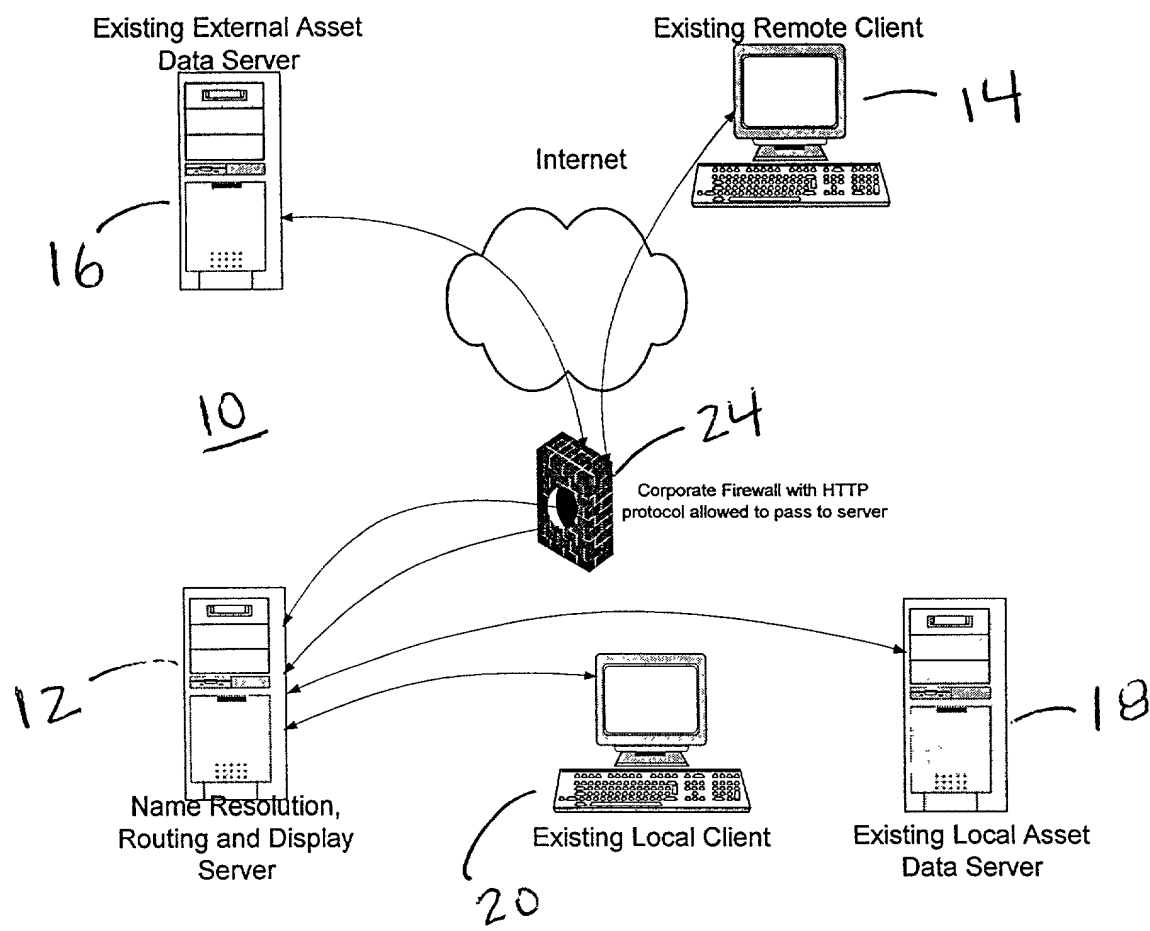 Existing External Asset
Data Server
Existing Remote Client
14
Internet
16
10
24
Corporate Firewall with HTTP
protocol allowed to pass to server
12
18
Name Resolution,
Routing and Display
Server
Existing Local Client
Existing Local Asset
Data Server
20